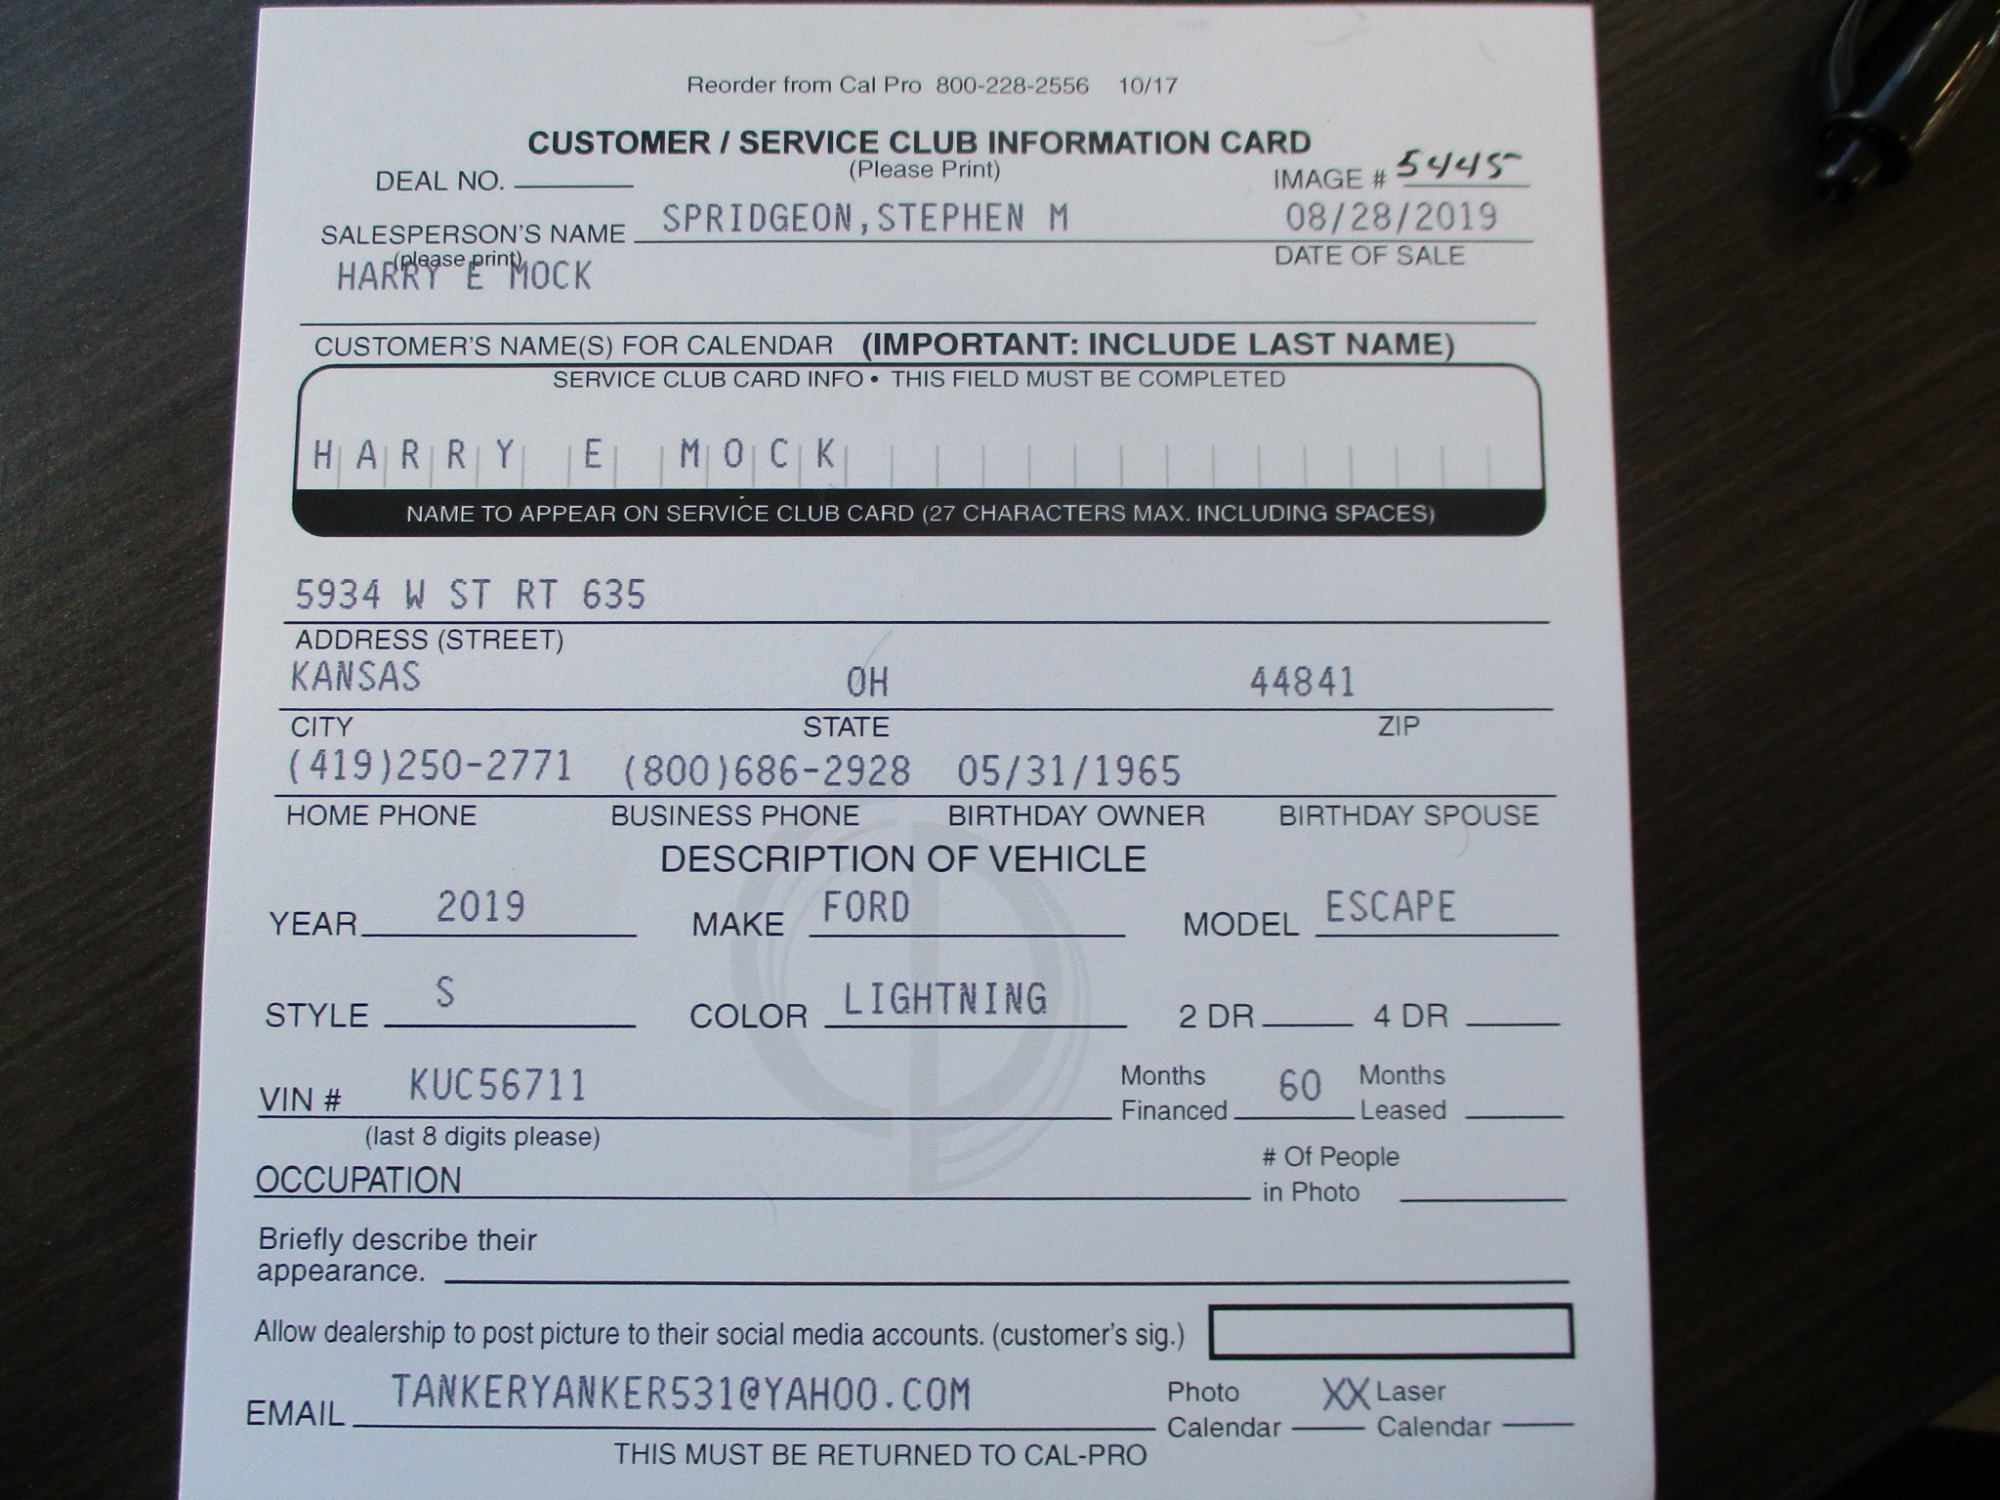 Reorder from Cal Pro 800-228-2556 10/17
CUSTOMER / SERVICE CLUB INFORMATION CARD
(Please Print)
DEAL NO. IMAGE # 5445
SALESPERSON'S NAME SPRIDGEON,STEPHEN M 08/28/2019
(please print) DATE OF SALE
HARRY E MOCK
CUSTOMER'S NAME(S) FOR CALENDAR (IMPORTANT: INCLUDE LAST NAME)
SERVICE CLUB CARD INFO • THIS FIELD MUST BE COMPLETED
HARRY E MOCK
NAME TO APPEAR ON SERVICE CLUB CARD (27 CHARACTERS MAX. INCLUDING SPACES)
5934 W ST RT 635
ADDRESS (STREET)
KANSAS OH 44841
CITY STATE ZIP
(419)250-2771 (800)686-2928 05/31/1965
HOME PHONE BUSINESS PHONE BIRTHDAY OWNER BIRTHDAY SPOUSE
DESCRIPTION OF VEHICLE
YEAR 2019 MAKE FORD MODEL ESCAPE
STYLE S COLOR LIGHTNING 2 DR 4 DR
VIN # KUC56711 Months Financed 60 Months Leased
(last 8 digits please)
OCCUPATION # Of People in Photo
Briefly describe their
appearance.
Allow dealership to post picture to their social media accounts. (customer's sig.)
EMAIL TANKERYANKER531@YAHOO.COM Photo Calendar XX Laser Calendar
THIS MUST BE RETURNED TO CAL-PRO